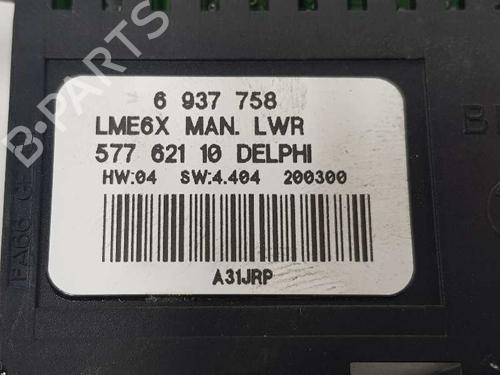 6 937 758
LME6X MAN. LWR
577 621 10 DELPHI
HW:04 SW:4.404 200300
A31JRP
B
B-PARTS